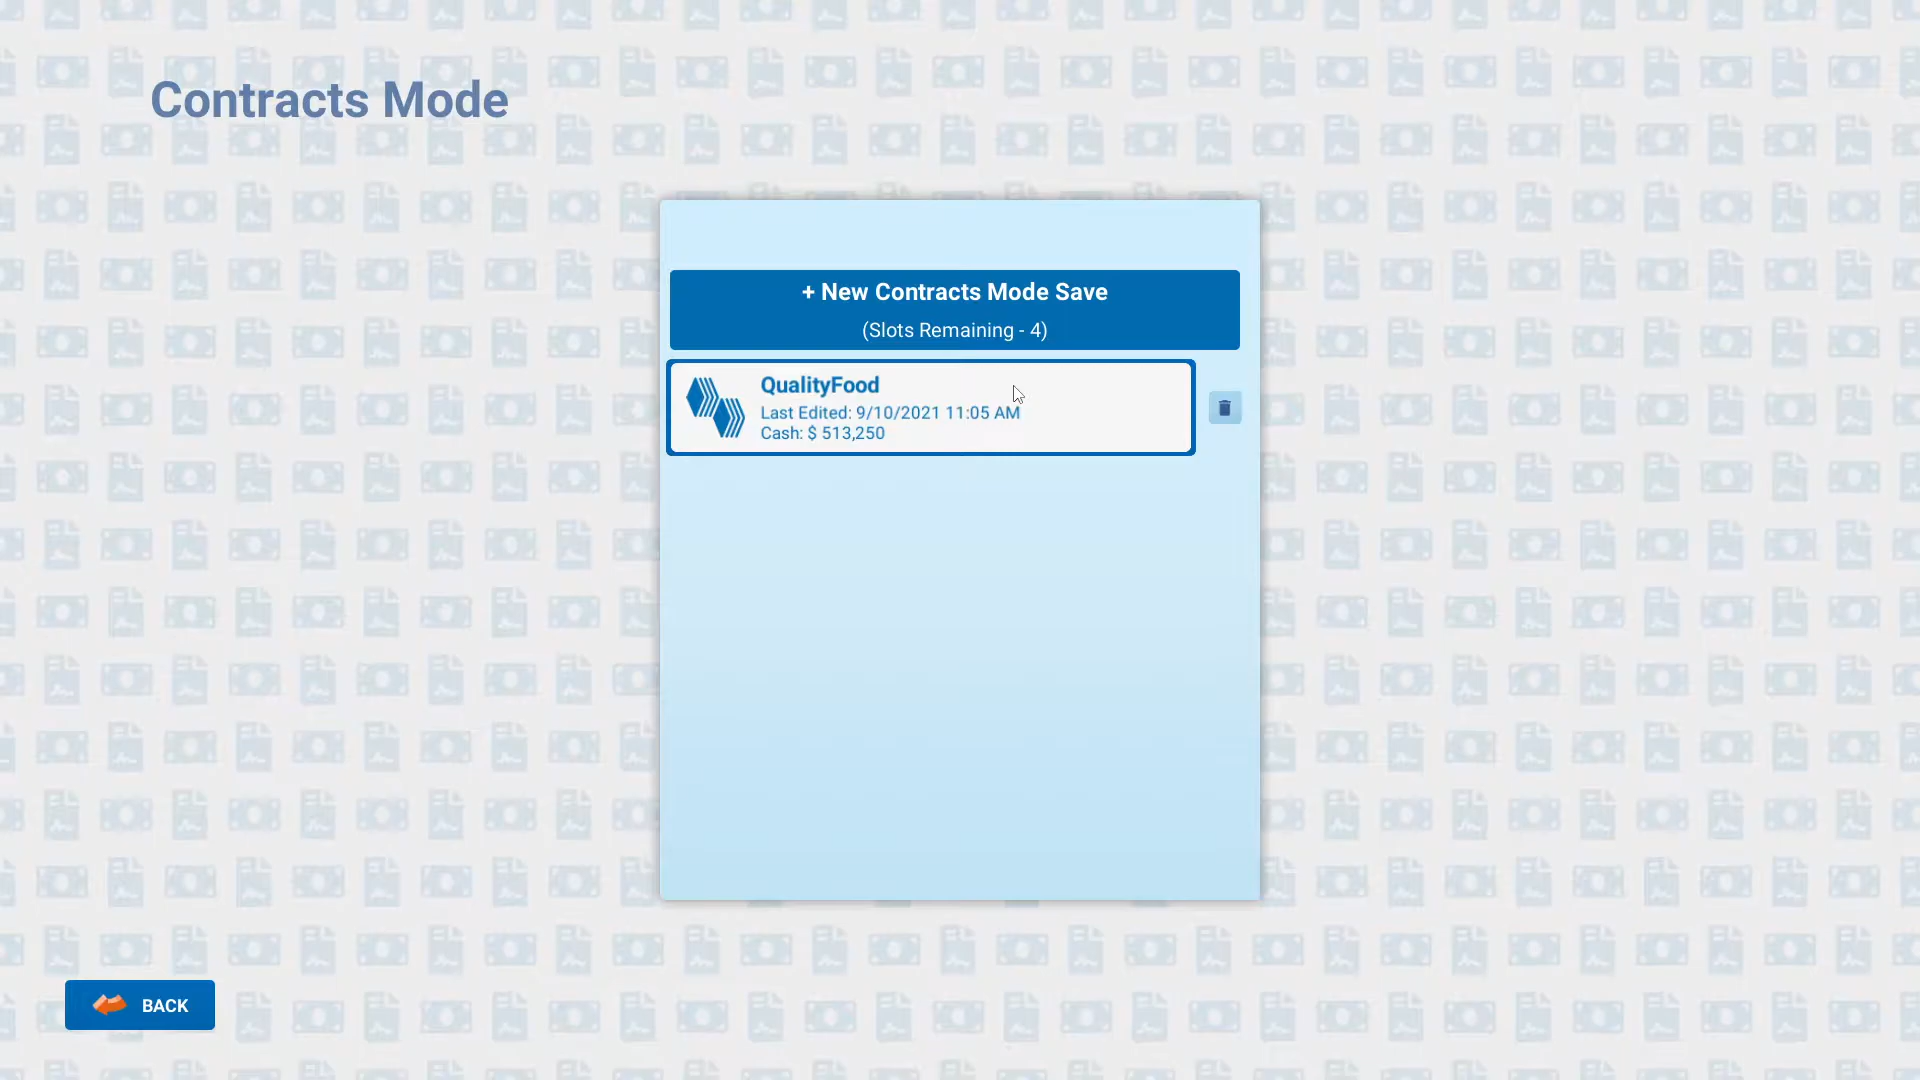 Contracts Mode
+ New Contracts Mode Save
(Slots Remaining - 4)
QualityFood
Last Edited: 9/10/2021 11:05 AM
Cash: $ 513,250
BACK